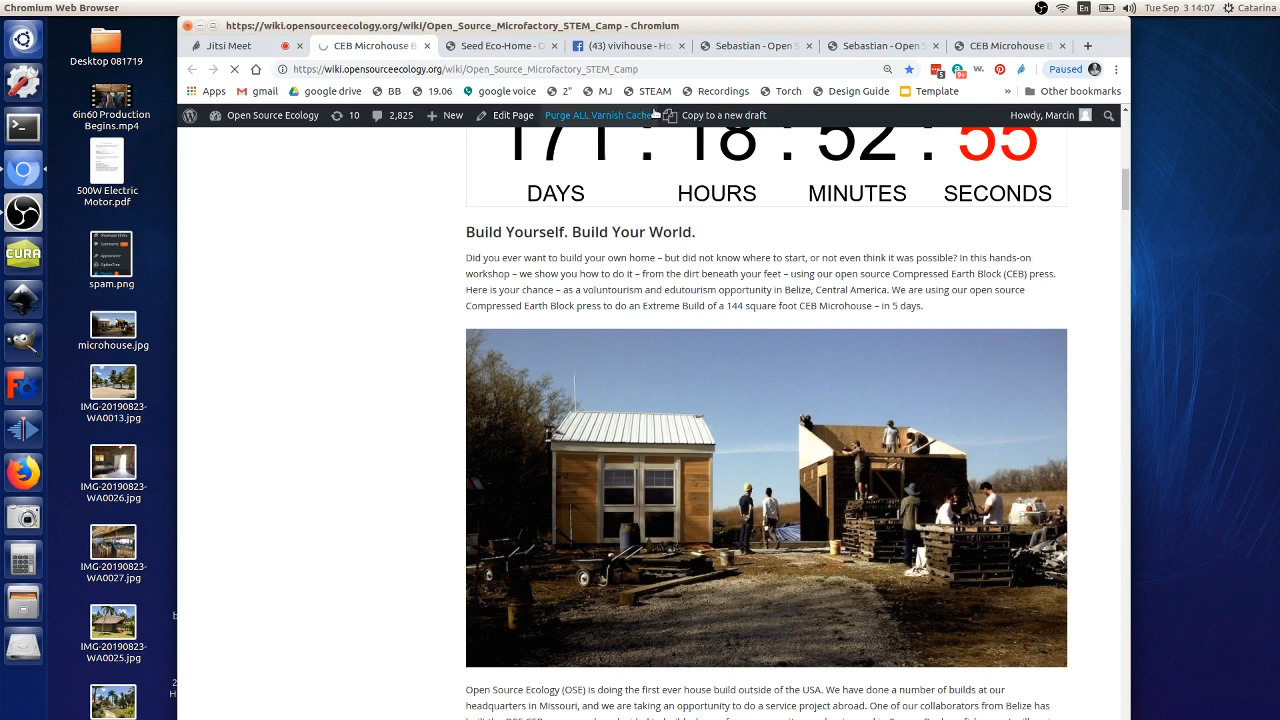 Chromium Web Browser
En
Tue Sep 3 14:07
Catarina
https://wiki.opensourceecology.org/wiki/Open_Source_Microfactory_STEM_Camp - Chromium
Jitsi Meet
CEB Microhouse B
Seed Eco-Home - O
(43) vivihouse - Ho
Sebastian - Open S
Sebastian - Open S
CEB Microhouse B
https://wiki.opensourceecology.org/wiki/Open_Source_Microfactory_STEM_Camp
Paused
Apps
gmail
google drive
BB
19.06
google voice
2"
MJ
STEAM
Recordings
Torch
Design Guide
Template
»
Other bookmarks
Open Source Ecology
10
2,825
New
Edit Page
Purge ALL Varnish Cache
Copy to a new draft
Howdy, Marcin
171 : 18 : 52 : 55
DAYS HOURS MINUTES SECONDS
Build Yourself. Build Your World.
Did you ever want to build your own home – but did not know where to start or not even think it was possible? In this hands-on
workshop – we show you how to do it – from the dirt beneath your feet – using our open source Compressed Earth Block (CEB) press.
Here is your chance – as a voluntourism and edutourism opportunity in Belize, Central America. We are using our open source
Compressed Earth Block press to do an Extreme Build of a 144 square foot CEB Microhouse – in 5 days.
Open Source Ecology (OSE) is doing the first ever house build outside of the USA. We have done a number of builds at our
headquarters in Missouri, and we are taking an opportunity to do a service project abroad. One of our collaborators from Belize has
Desktop 081719
6in60 Production
Begins.mp4
500W Electric
Motor.pdf
spam.png
microhouse.jpg
IMG-20190823-
WA0013.jpg
IMG-20190823-
WA0026.jpg
IMG-20190823-
WA0027.jpg
IMG-20190823-
WA0025.jpg
CURA